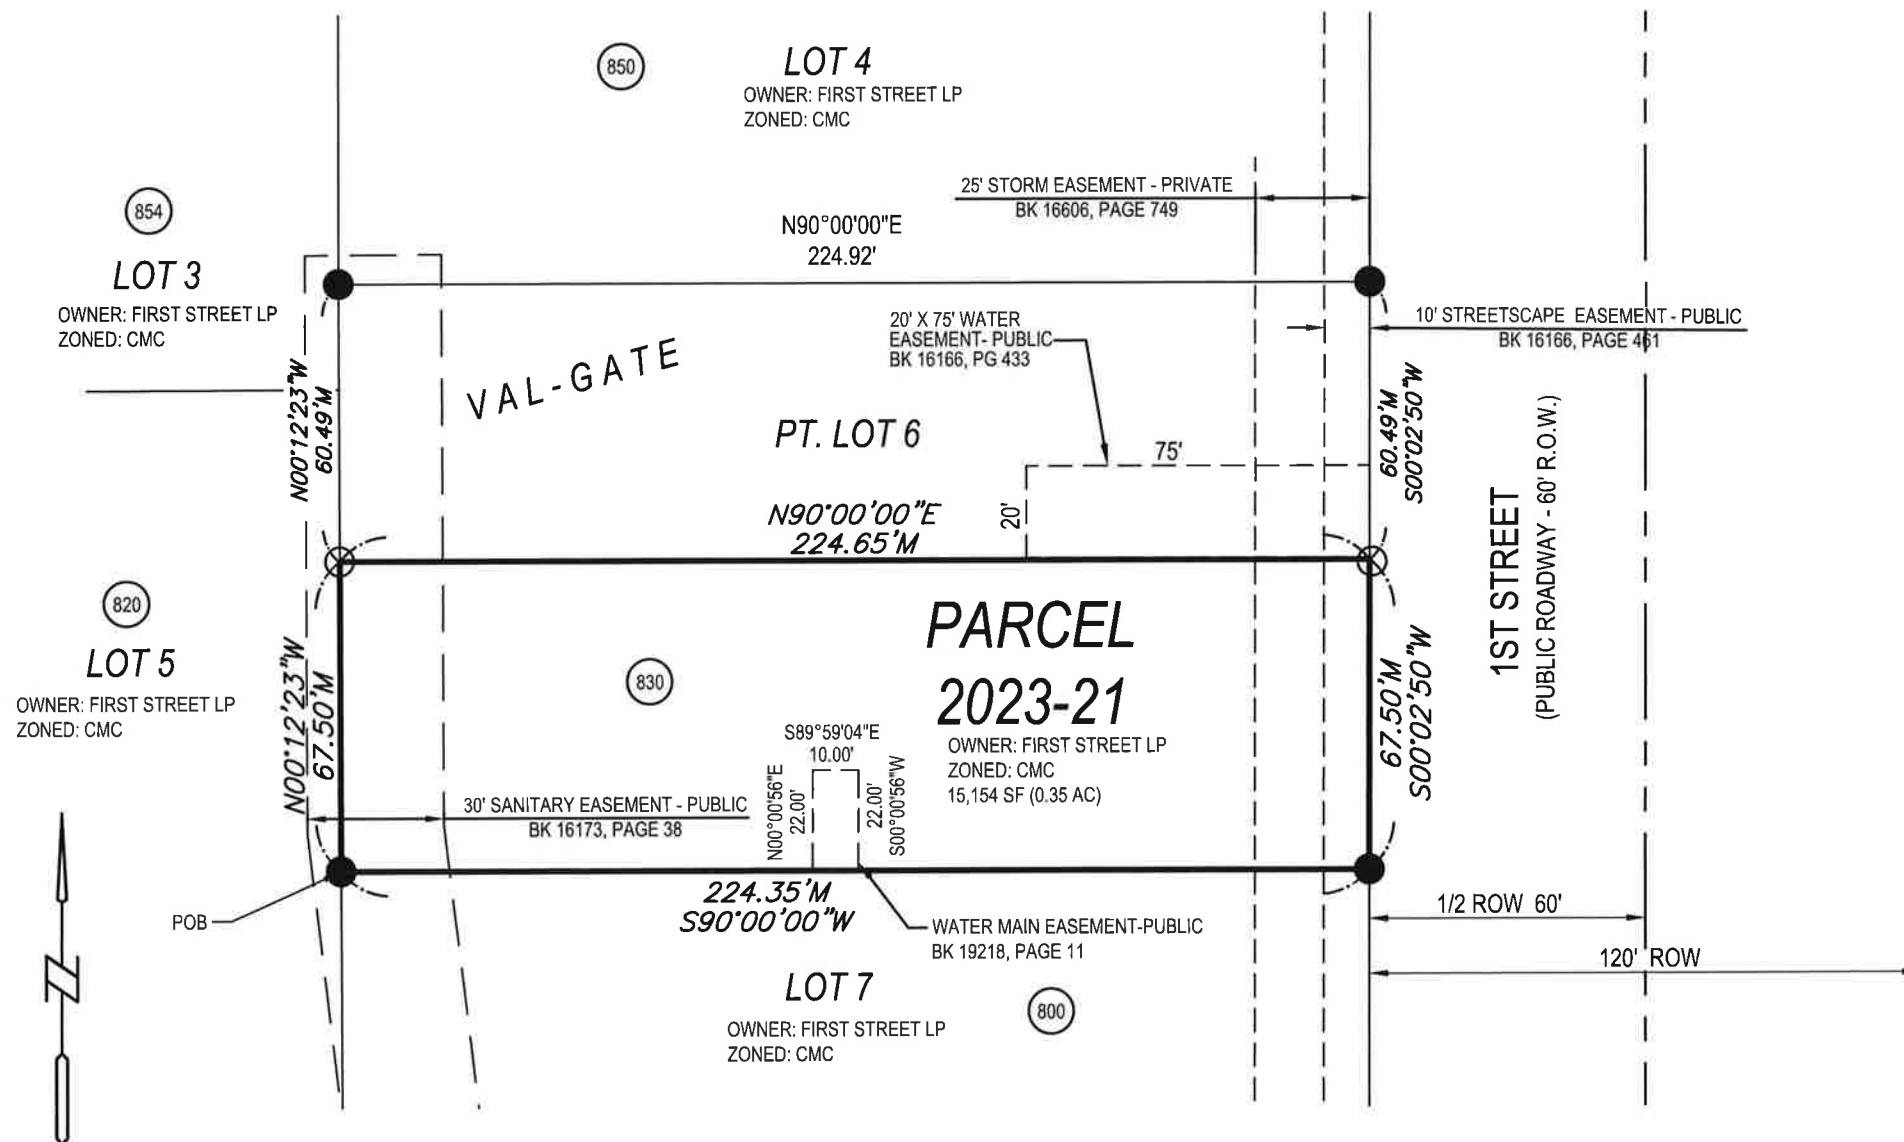 850
LOT 4
OWNER: FIRST STREET LP
ZONED: CMC
854
LOT 3
OWNER: FIRST STREET LP
ZONED: CMC
25' STORM EASEMENT - PRIVATE
BK 16606, PAGE 749
N90°00'00"E
224.92'
10' STREETSCAPE EASEMENT - PUBLIC
BK 16166, PAGE 461
20' X 75' WATER
EASEMENT- PUBLIC
BK 16166, PG 433
VAL-GATE
N00°12'23"W
60.49'M
PT. LOT 6
75'
20'
60.49'M
S00°02'50"W
N90°00'00"E
224.65'M
1ST STREET
(PUBLIC ROADWAY - 60' R.O.W.)
820
LOT 5
OWNER: FIRST STREET LP
ZONED: CMC
N00°12'23"W
67.50'M
830
PARCEL
2023-21
OWNER: FIRST STREET LP
ZONED: CMC
15,154 SF (0.35 AC)
67.50'M
S00°02'50"W
S89°59'04"E
10.00'
N00°00'56"E
22.00'
22.00'
S00°00'56"W
30' SANITARY EASEMENT - PUBLIC
BK 16173, PAGE 38
224.35'M
S90°00'00"W
POB
WATER MAIN EASEMENT-PUBLIC
BK 19218, PAGE 11
1/2 ROW 60'
120' ROW
LOT 7
OWNER: FIRST STREET LP
ZONED: CMC
800
N